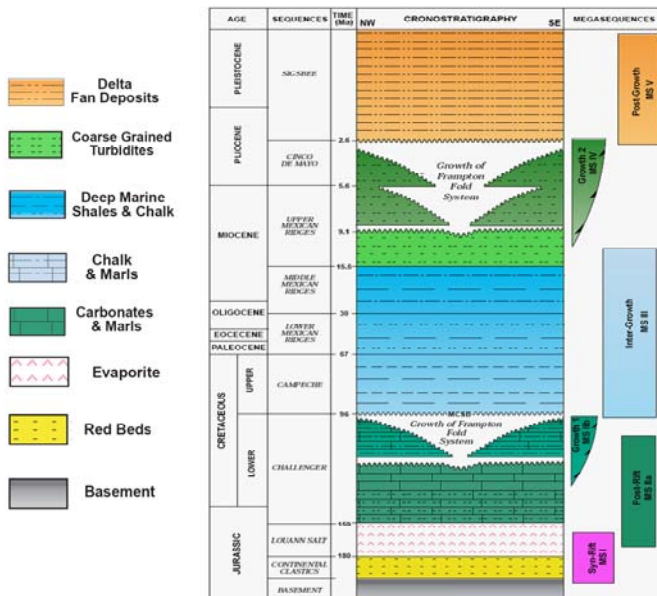 AGE
SEQUENCES
TIME
(Ma)
NW
CRONOSTRATIGRAPHY
SE
MEGASEQUENCES
Delta
Fan Deposits
Coarse Grained
Turbidites
Deep Marine
Shales & Chalk
Chalk
& Marls
Carbonates
& Marls
Evaporite
Red Beds
Basement
PLEISTOCENE
PLIOCENE
MIOCENE
OLIGOCENE
EOCECENE
PALEOCENE
CRETACEOUS
UPPER
LOWER
JURASSIC
SIGSBEE
CINCO
DE MAYO
UPPER
MEXICAN
RIDGES
MIDDLE
MEXICAN
RIDGES
LOWER
MEXICAN
RIDGES
CAMPECHE
CHALLENGER
LOUANN SALT
CONTINENTAL
CLASTICS
BASEMENT
2.6
5.6
9.1
15.5
30
67
96
180
Growth of
Frampton
Fold
System
MCSB
Growth of Frampton
Fold
System
Post Growth
MS V
Growth 2
MS IV
Inter-Growth
MS III
Growth 1
MS IIb
Post-Rift
MS IIa
Syn-Rift
MS I